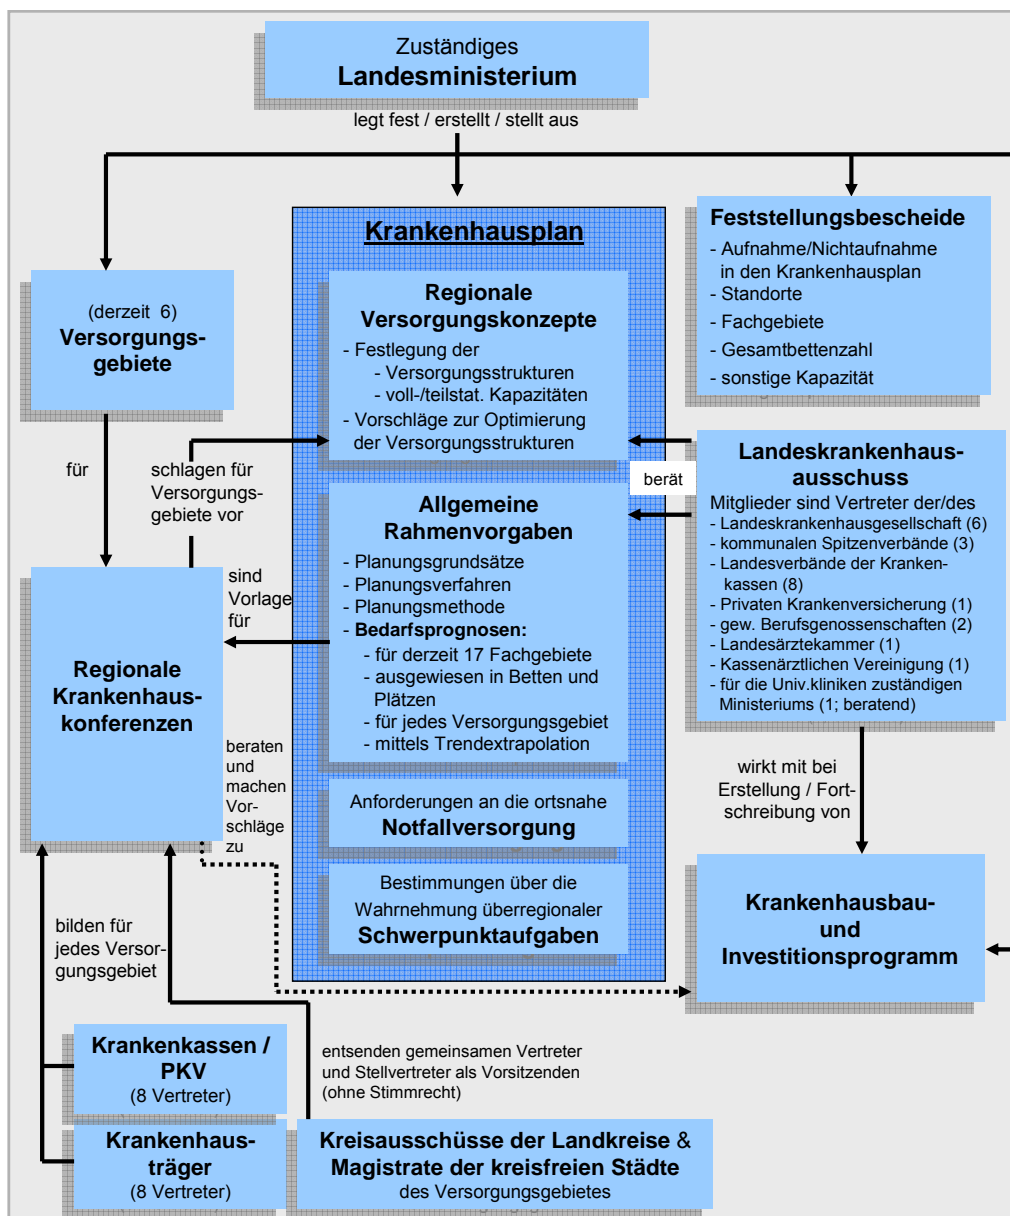 Zuständiges
Landesministerium
legt fest / erstellt / stellt aus
(derzeit 6)
Versorgungs-
gebiete
für
Krankenhausplan
Regionale
Versorgungskonzepte
- Festlegung der
- Versorgungsstrukturen
- voll-/teilstat. Kapazitäten
- Vorschläge zur Optimierung
der Versorgungsstrukturen
Feststellungsbescheide
- Aufnahme/Nichtaufnahme
in den Krankenhausplan
- Standorte
- Fachgebiete
- Gesamtbettenzahl
- sonstige Kapazität
schlagen für
Versorgungs-
gebiete vor
berät
Allgemeine
Rahmenvorgaben
- Planungsgrundsätze
- Planungsverfahren
- Planungsmethode
- Bedarfsprognosen:
- für derzeit 17 Fachgebiete
- ausgewiesen in Betten und
Plätzen
- für jedes Versorgungsgebiet
- mittels Trendextrapolation
Landeskrankenhaus-
ausschuss
Mitglieder sind Vertreter der/des
- Landeskrankenhausgesellschaft (6)
- kommunalen Spitzenverbände (3)
- Landesverbände der Kranken-
kassen (8)
- Privaten Krankenversicherung (1)
- gew. Berufsgenossenschaften (2)
- Landesärztekammer (1)
- Kassenärztlichen Vereinigung (1)
- für die Univ.kliniken zuständigen
Ministeriums (1; beratend)
sind
Vorlage
für
Regionale
Krankenhaus-
konferenzen
beraten
und
machen
Vor-
schläge
zu
wirkt mit bei
Erstellung / Fort-
schreibung von
Anforderungen an die ortsnahe
Notfallversorgung
Bestimmungen über die
Wahrnehmung überregionaler
Schwerpunktaufgaben
Krankenhausbau-
und
Investitionsprogramm
bilden für
jedes Versor-
gungsgebiet
Krankenkassen /
PKV
(8 Vertreter)
Krankenhaus-
träger
(8 Vertreter)
entsenden gemeinsamen Vertreter
und Stellvertreter als Vorsitzenden
(ohne Stimmrecht)
Kreisausschüsse der Landkreise &
Magistrate der kreisfreien Städte
des Versorgungsgebietes